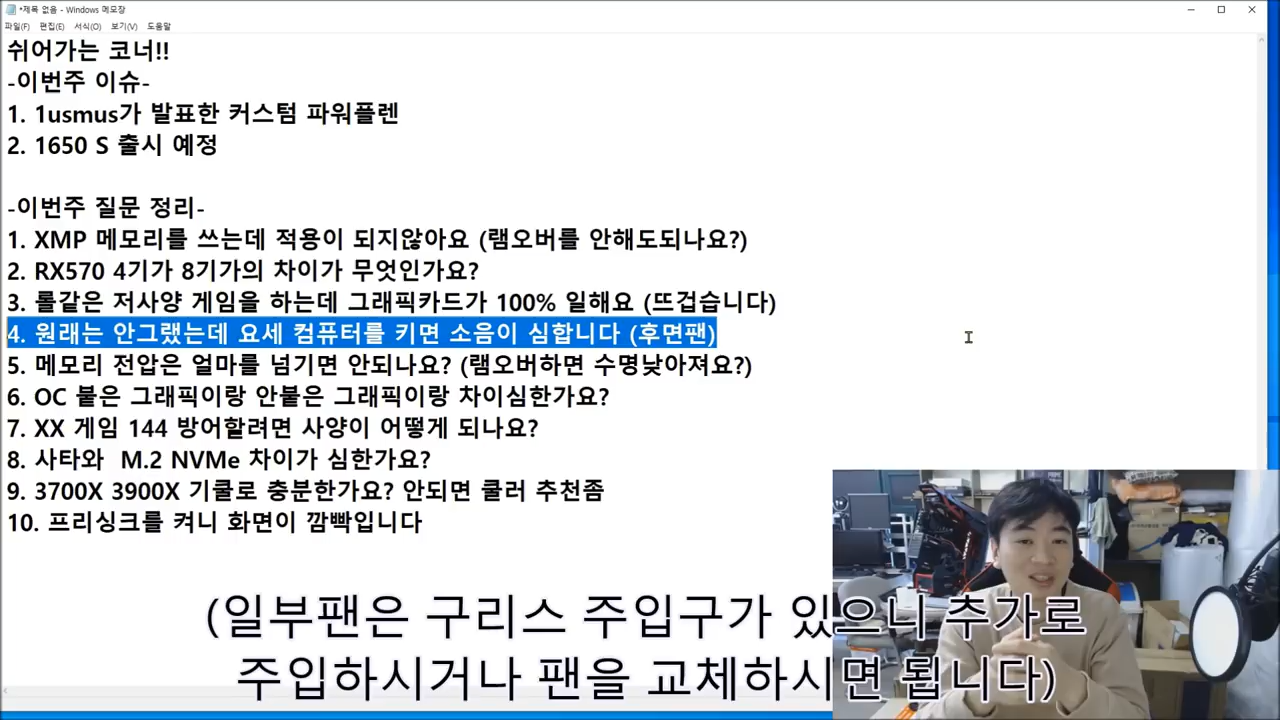 *제목 없음 - Windows 메모장
파일(F) 편집(E) 서식(O) 보기(V) 도움말
쉬어가는 코너!!
-이번주 이슈-
1. 1usmus가 발표한 커스텀 파워플렌
2. 1650 S 출시 예정
-이번주 질문 정리-
1. XMP 메모리를 쓰는데 적용이 되지않아요 (램오버를 안해도되나요?)
2. RX570 4기가 8기가의 차이가 무엇인가요?
3. 롤같은 저사양 게임을 하는데 그래픽카드가 100% 일해요 (뜨겁습니다)
4. 원래는 안그랬는데 요세 컴퓨터를 키면 소음이 심합니다 (후면팬)
5. 메모리 전압은 얼마를 넘기면 안되나요? (램오버하면 수명낮아져요?)
6. OC 붙은 그래픽이랑 안붙은 그래픽이랑 차이심한가요?
7. XX 게임 144 방어할려면 사양이 어떻게 되나요?
8. 사타와  M.2 NVMe 차이가 심한가요?
9. 3700X 3900X 기쿨로 충분한가요? 안되면 쿨러 추천좀
10. 프리싱크를 켜니 화면이 깜빡입니다
(일부팬은 구리스 주입구가 있으니 추가로
주입하시거나 팬을 교체하시면 됩니다)